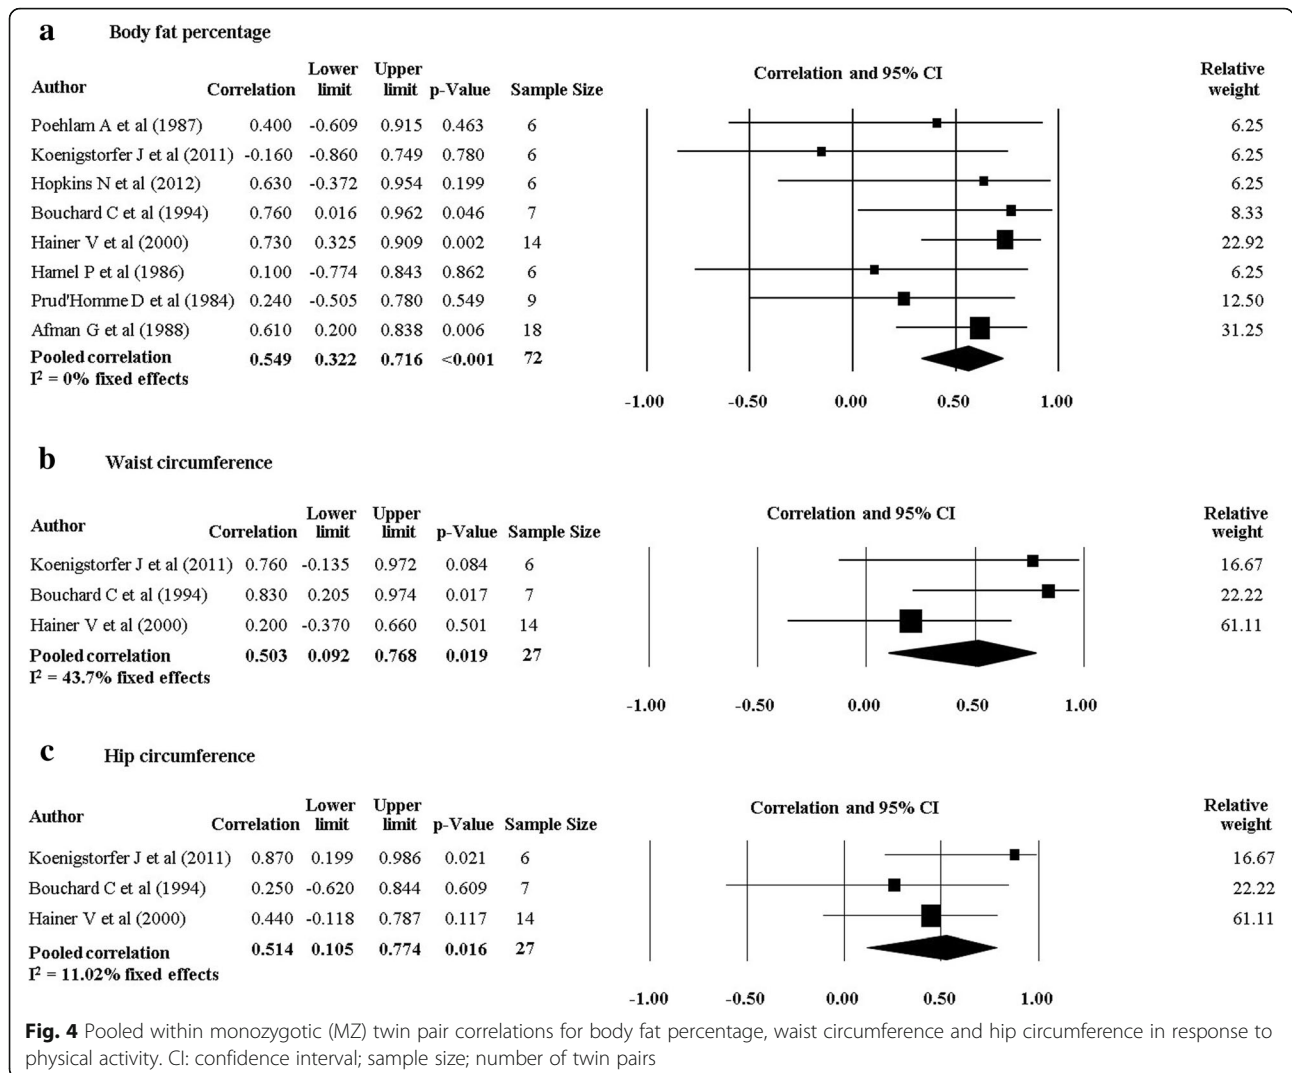 a Body fat percentage
Author Correlation Lower limit Upper limit p-Value Sample Size Correlation and 95% CI Relative weight
Poehlam A et al (1987) 0.400 -0.609 0.915 0.463 6 6.25
Koenigstorfer J et al (2011) -0.160 -0.860 0.749 0.780 6 6.25
Hopkins N et al (2012) 0.630 -0.372 0.954 0.199 6 6.25
Bouchard C et al (1994) 0.760 0.016 0.962 0.046 7 8.33
Hainer V et al (2000) 0.730 0.325 0.909 0.002 14 22.92
Hamel P et al (1986) 0.100 -0.774 0.843 0.862 6 6.25
Prud'Homme D et al (1984) 0.240 -0.505 0.780 0.549 9 12.50
Afman G et al (1988) 0.610 0.200 0.838 0.006 18 31.25
Pooled correlation 0.549 0.322 0.716 <0.001 72
I² = 0% fixed effects
-1.00 -0.50 0.00 0.50 1.00
b Waist circumference
Author Correlation Lower limit Upper limit p-Value Sample Size Correlation and 95% CI Relative weight
Koenigstorfer J et al (2011) 0.760 -0.135 0.972 0.084 6 16.67
Bouchard C et al (1994) 0.830 0.205 0.974 0.017 7 22.22
Hainer V et al (2000) 0.200 -0.370 0.660 0.501 14 61.11
Pooled correlation 0.503 0.092 0.768 0.019 27
I² = 43.7% fixed effects
-1.00 -0.50 0.00 0.50 1.00
c Hip circumference
Author Correlation Lower limit Upper limit p-Value Sample Size Correlation and 95% CI Relative weight
Koenigstorfer J et al (2011) 0.870 0.199 0.986 0.021 6 16.67
Bouchard C et al (1994) 0.250 -0.620 0.844 0.609 7 22.22
Hainer V et al (2000) 0.440 -0.118 0.787 0.117 14 61.11
Pooled correlation 0.514 0.105 0.774 0.016 27
I² = 11.02% fixed effects
-1.00 -0.50 0.00 0.50 1.00
Fig. 4 Pooled within monozygotic (MZ) twin pair correlations for body fat percentage, waist circumference and hip circumference in response to
physical activity. CI: confidence interval; sample size; number of twin pairs